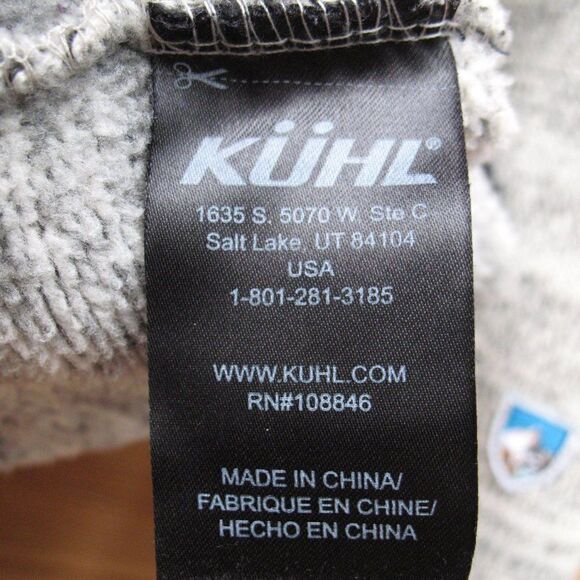 KÜHL®
1635 S. 5070 W. Ste C
Salt Lake, UT 84104
USA
1-801-281-3185
WWW.KUHL.COM
RN#108846
MADE IN CHINA/
FABRIQUE EN CHINE/
HECHO EN CHINA